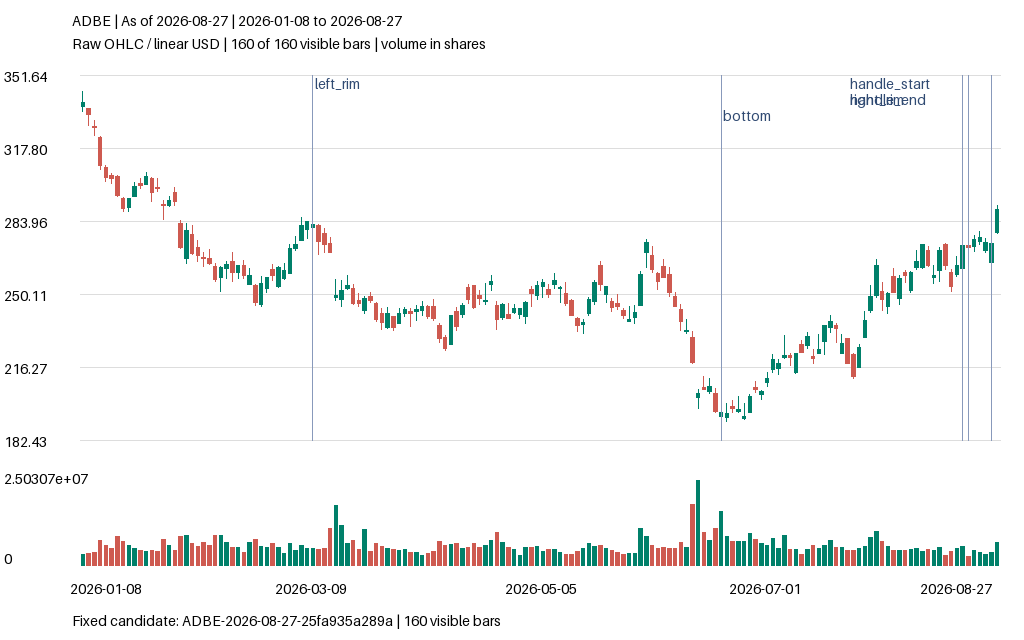 ADBE | As of 2026-08-27 | 2026-01-08 to 2026-08-27
Raw OHLC / linear USD | 160 of 160 visible bars | volume in shares
351.64
left_rim
handle_start
bottom
317.80
283.96
250.11
216.27
182.43
2.50307e+07
0
2026-01-08
2026-03-09
2026-05-05
2026-07-01
2026-08-27
Fixed candidate: ADBE-2026-08-27-25fa935a289a | 160 visible bars